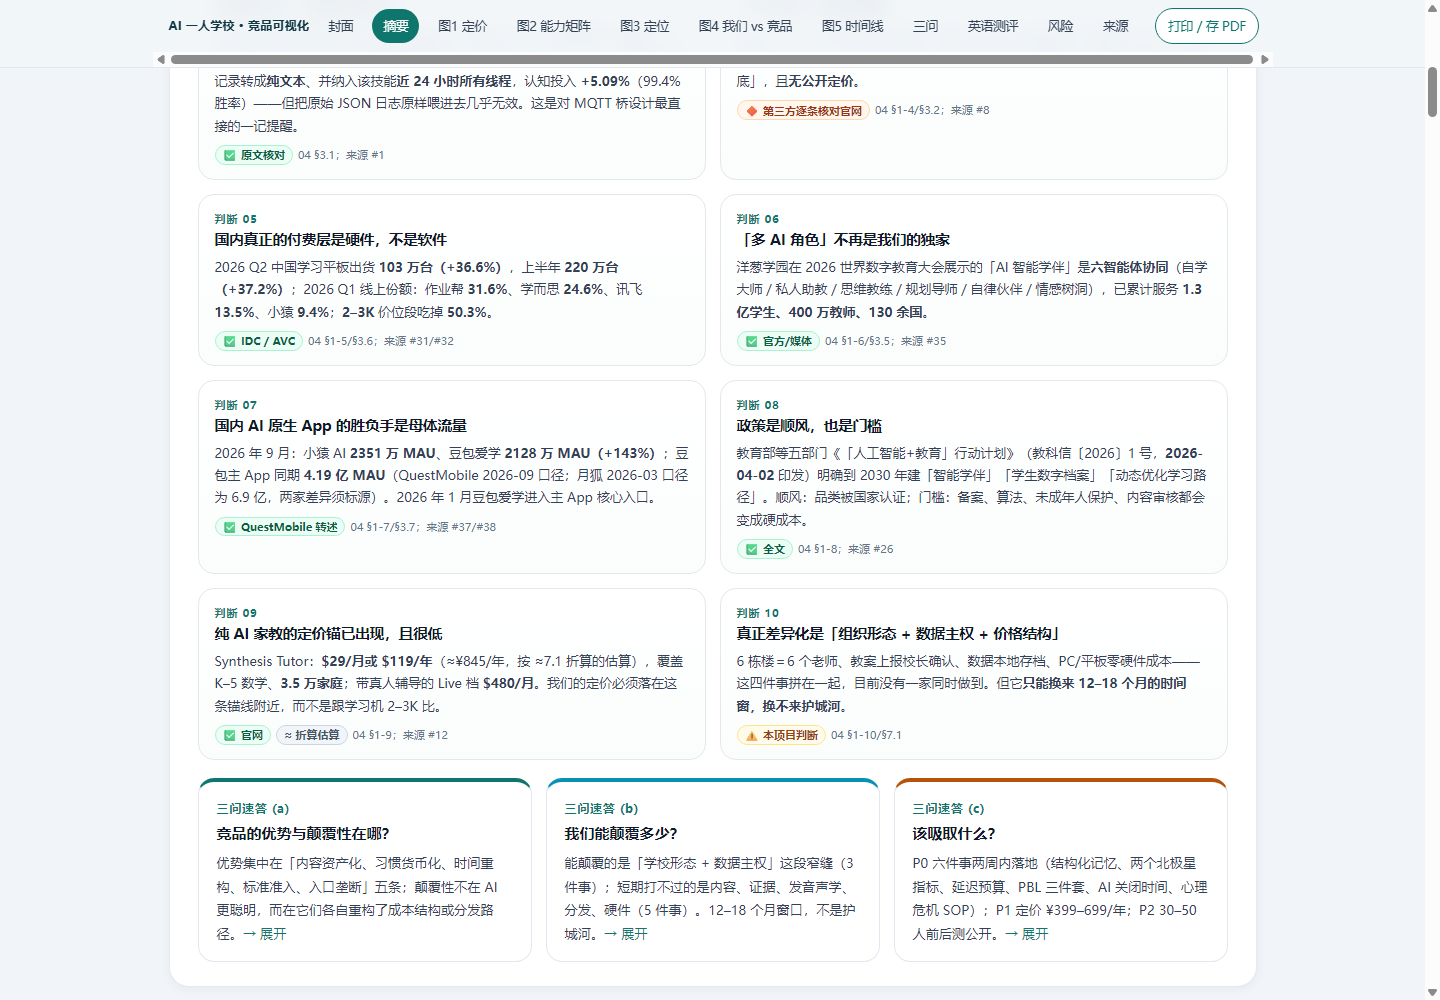 AI 一人学校 · 竞品可视化
封面
摘要
图1 定价
图2 能力矩阵
图3 定位
图4 我们 vs 竞品
图5 时间线
三问
英语测评
风险
来源
打印 / 存 PDF
记录转成纯文本、并纳入该技能近 24 小时所有线程，认知投入 +5.09%（99.4%
胜率）——但把原始 JSON 日志原样喂进去几乎无效。这是对 MQTT 桥设计最直
接的一记提醒。
✅ 原文核对 04 §3.1；来源 #1
底」，且无公开定价。
🔶 第三方逐条核对官网 04 §1-4/§3.2；来源 #8
判断 05
国内真正的付费层是硬件，不是软件
2026 Q2 中国学习平板出货 103 万台（+36.6%），上半年 220 万台
（+37.2%）；2026 Q1 线上份额：作业帮 31.6%、学而思 24.6%、讯飞
13.5%、小猿 9.4%；2–3K 价位段吃掉 50.3%。
✅ IDC / AVC 04 §1-5/§3.6；来源 #31/#32
判断 06
「多 AI 角色」不再是我们的独家
洋葱学园在 2026 世界数字教育大会展示的「AI 智能学伴」是六智能体协同（自学
大师 / 私人助教 / 思维教练 / 规划导师 / 自律伙伴 / 情感树洞），已累计服务 1.3
亿学生、400 万教师、130 余国。
✅ 官方/媒体 04 §1-6/§3.5；来源 #35
判断 07
国内 AI 原生 App 的胜负手是母体流量
2026 年 9 月：小猿 AI 2351 万 MAU、豆包爱学 2128 万 MAU（+143%）；豆
包主 App 同期 4.19 亿 MAU（QuestMobile 2026-09 口径；月狐 2026-03 口径
为 6.9 亿，两家差异须标源）。2026 年 1 月豆包爱学进入主 App 核心入口。
✅ QuestMobile 转述 04 §1-7/§3.7；来源 #37/#38
判断 08
政策是顺风，也是门槛
教育部等五部门《「人工智能+教育」行动计划》（教科信〔2026〕1 号，2026-
04-02 印发）明确到 2030 年建「智能学伴」「学生数字档案」「动态优化学习路
径」。顺风：品类被国家认证；门槛：备案、算法、未成年人保护、内容审核都会
变成硬成本。
✅ 全文 04 §1-8；来源 #26
判断 09
纯 AI 家教的定价锚已出现，且很低
Synthesis Tutor：$29/月或 $119/年（≈¥845/年，按 ≈7.1 折算的估算），覆盖
K–5 数学、3.5 万家庭；带真人辅导的 Live 档 $480/月。我们的定价必须落在这
条锚线附近，而不是跟学习机 2–3K 比。
✅ 官网 ≈ 折算估算 04 §1-9；来源 #12
判断 10
真正差异化是「组织形态 + 数据主权 + 价格结构」
6 栋楼＝6 个老师、教案上报校长确认、数据本地存档、PC/平板零硬件成本——
这四件事拼在一起，目前没有一家同时做到。但它只能换来 12–18 个月的时间
窗，换不来护城河。
⚠️ 本项目判断 04 §1-10/§7.1
三问速答 (a)
竞品的优势与颠覆性在哪？
优势集中在「内容资产化、习惯货币化、时间重
构、标准准入、入口垄断」五条；颠覆性不在 AI
更聪明，而在它们各自重构了成本结构或分发路
径。→ 展开
三问速答 (b)
我们能颠覆多少？
能颠覆的是「学校形态 + 数据主权」这段窄缝（3
件事）；短期打不过的是内容、证据、发音声学、
分发、硬件（5 件事）。12–18 个月窗口，不是护
城河。→ 展开
三问速答 (c)
该吸取什么？
P0 六件事两周内落地（结构化记忆、两个北极星
指标、延迟预算、PBL 三件套、AI 关闭时间、心理
危机 SOP）；P1 定价 ¥399–699/年；P2 30–50
人前后测公开。→ 展开